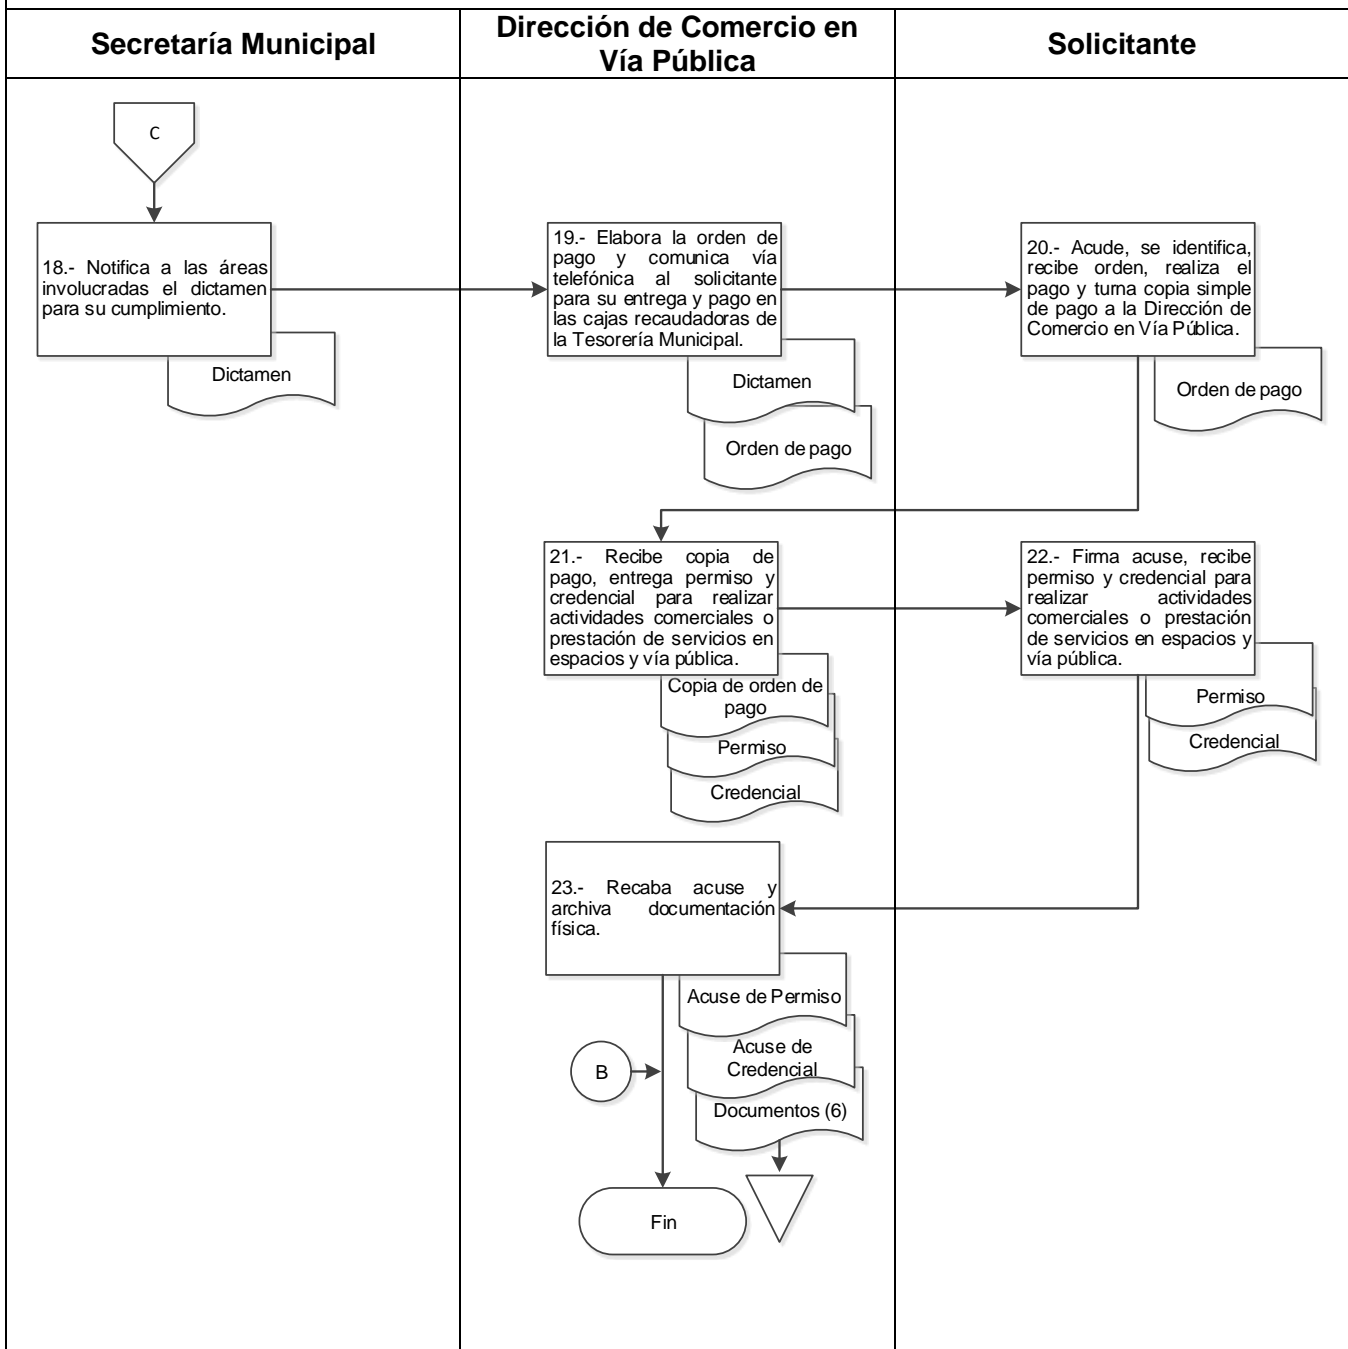 Secretaría Municipal
Dirección de Comercio en
Vía Pública
Solicitante
C
18.- Notifica a las áreas
involucradas el dictamen
para su cumplimiento.
Dictamen
19.- Elabora la orden de
pago y comunica vía
telefónica al solicitante
para su entrega y pago en
las cajas recaudadoras de
la Tesorería Municipal.
Dictamen
Orden de pago
20.- Acude, se identifica,
recibe orden, realiza el
pago y turna copia simple
de pago a la Dirección de
Comercio en Vía Pública.
Orden de pago
21.- Recibe copia de
pago, entrega permiso y
credencial para realizar
actividades comerciales o
prestación de servicios en
espacios y vía pública.
Copia de orden de
pago
Permiso
Credencial
22.- Firma acuse, recibe
permiso y credencial para
realizar actividades
comerciales o prestación
de servicios en espacios y
vía pública.
Permiso
Credencial
23.- Recaba acuse y
archiva documentación
física.
Acuse de Permiso
Acuse de
Credencial
Documentos (6)
B
Fin